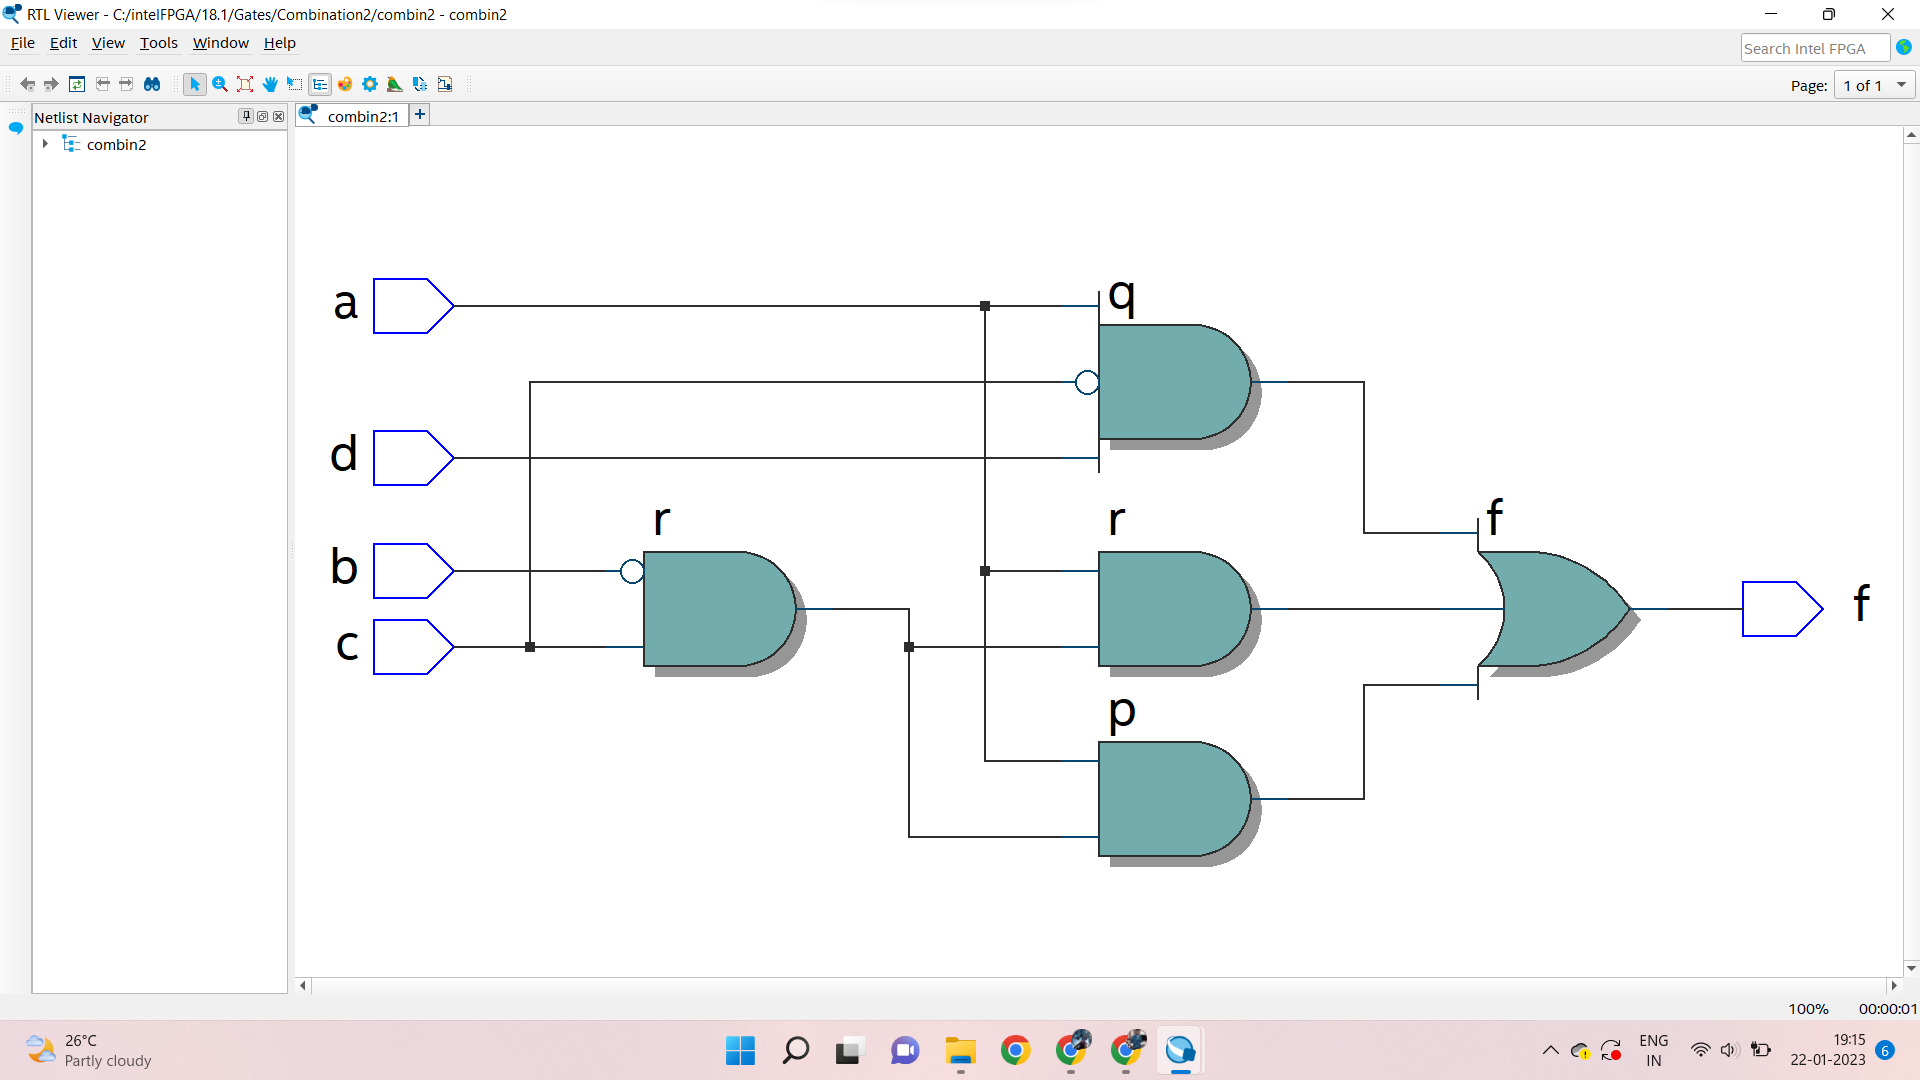 RTL Viewer - C:/intelFPGA/18.1/Gates/Combination2/combin2 - combin2
File Edit View Tools Window Help
Search Intel FPGA
Page: 1 of 1
Netlist Navigator
combin2:1
+
combin2
a
q
d
r
r
f
b
f
c
p
100% 00:00:01
26°C
Partly cloudy
ENG
IN
19:15
22-01-2023
6